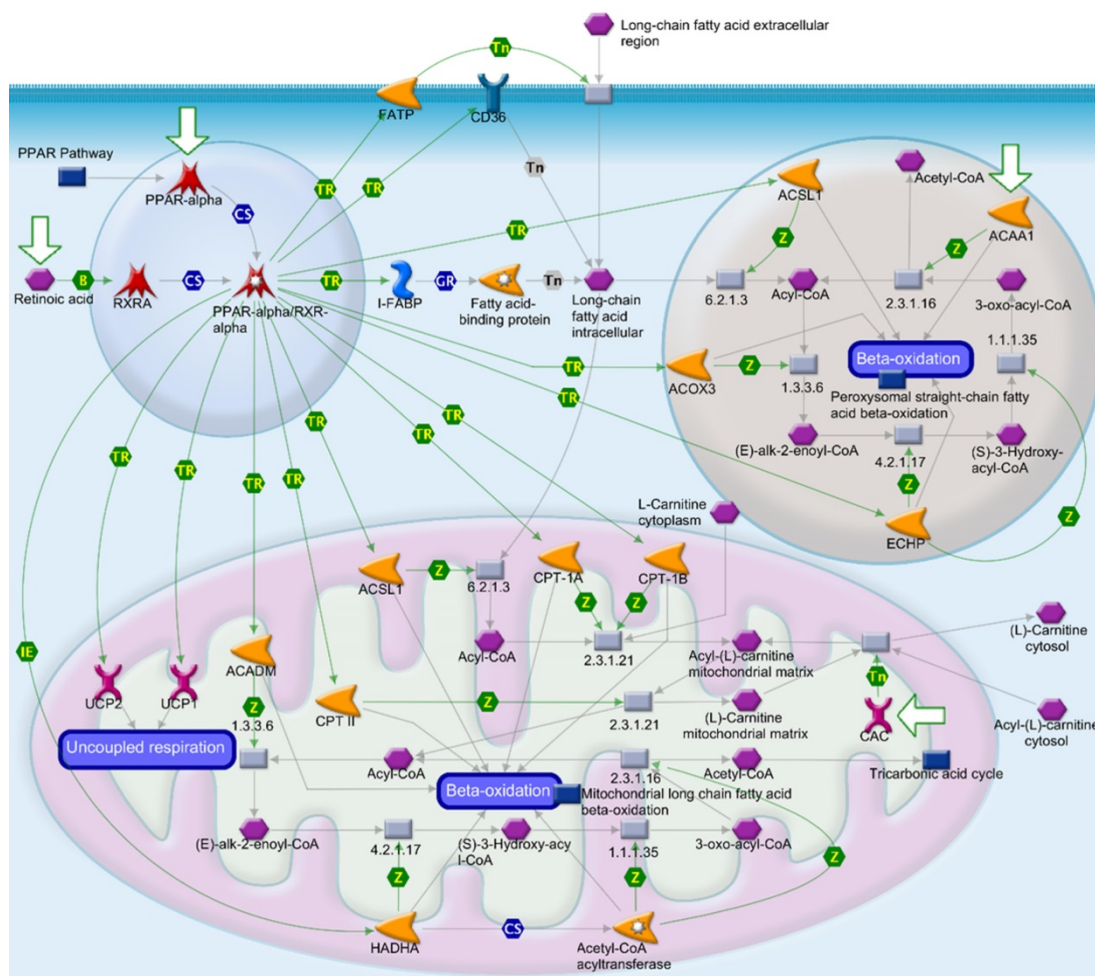 Tn
Long-chain fatty acid extracellular
region
FATP
CD36
PPAR Pathway
PPAR-alpha
TR
TR
Tn
Acetyl-CoA
ACSL1
ACAA1
CS
TR
Z
Z
B
CS
TR
GR
Tn
Retinoic acid
RXRA
PPAR-alpha/RXR-
alpha
I-FABP
Fatty acid-
binding protein
Long-chain
fatty acid
intracellular
6.2.1.3
Acyl-CoA
2.3.1.16
3-oxo-acyl-CoA
1.1.1.35
Beta-oxidation
TR
ACOX3
Z
1.3.3.6
Peroxysomal straight-chain fatty
acid beta-oxidation
TR
TR
TR
(E)-alk-2-enoyl-CoA
4.2.1.17
(S)-3-Hydroxy-
acyl-CoA
TR
TR
TR
TR
TR
Z
L-Carnitine
cytoplasm
ECHP
Z
ACSL1
Z
6.2.1.3
CPT-1A
CPT-1B
Z
Z
IE
ACADM
Acyl-CoA
2.3.1.21
Acyl-(L)-carnitine
mitochondrial matrix
(L)-Carnitine
cytosol
Tn
UCP2
UCP1
Z
1.3.3.6
CPT II
Z
2.3.1.21
(L)-Carnitine
mitochondrial matrix
CAC
Acyl-(L)-carnitine
cytosol
Uncoupled respiration
Acyl-CoA
2.3.1.16
Acetyl-CoA
Tricarbonic acid cycle
Beta-oxidation
Mitochondrial long chain fatty acid
beta-oxidation
(E)-alk-2-enoyl-CoA
4.2.1.17
(S)-3-Hydroxy-acy
l-CoA
1.1.1.35
3-oxo-acyl-CoA
Z
Z
Z
HADHA
CS
Acetyl-CoA
acyltransferase